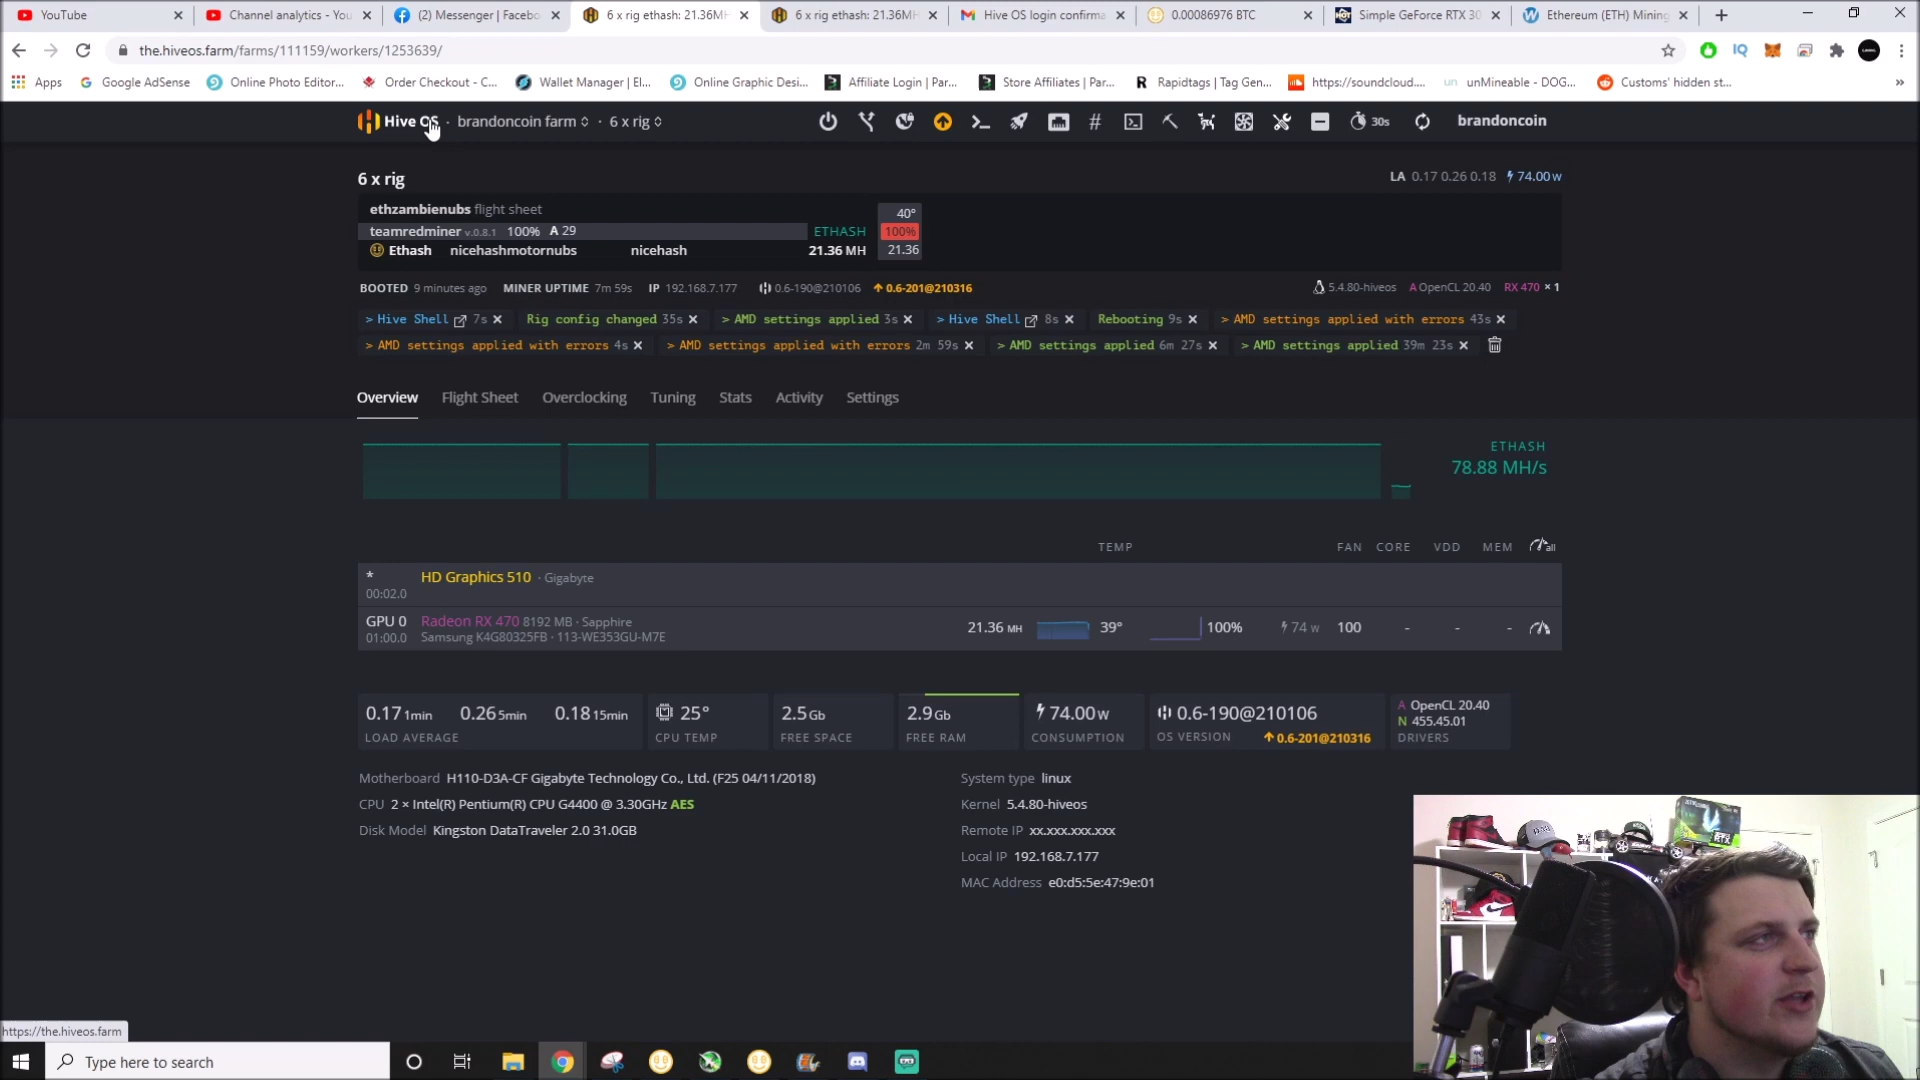 YouTube
Channel analytics - You
(2) Messenger | Facebo
6 x rig ethash: 21.36MH
6 x rig ethash: 21.36MH
Hive OS login confirma
0.00086976 BTC
Simple GeForce RTX 30
Ethereum (ETH) Mining
the.hiveos.farm/farms/111159/workers/1253639/
Apps
Google AdSense
Online Photo Editor...
Order Checkout - C...
Wallet Manager | El...
Online Graphic Desi...
Affiliate Login | Par...
Store Affiliates | Par...
Rapidtags | Tag Gen...
https://soundcloud....
unMineable - DOG...
Customs' hidden st...
Hive OS · brandoncoin farm · 6 x rig
30s
brandoncoin
6 x rig
LA 0.17 0.26 0.18 74.00 W
ethzambienubs flight sheet
40°
teamredminer v.0.8.1 100% A 29 ETHASH 100%
Ethash nicehashmotornubs nicehash 21.36 MH 21.36
BOOTED 9 minutes ago MINER UPTIME 7m 59s IP 192.168.7.177 0.6-190@210106 0.6-201@210316 5.4.80-hiveos A OpenCL 20.40 RX 470 × 1
> Hive Shell 7s × Rig config changed 35s × > AMD settings applied 3s × > Hive Shell 8s × Rebooting 9s × > AMD settings applied with errors 43s ×
> AMD settings applied with errors 4s × > AMD settings applied with errors 2m 59s × > AMD settings applied 6m 27s × > AMD settings applied 39m 23s ×
Overview Flight Sheet Overclocking Tuning Stats Activity Settings
ETHASH
78.88 MH/s
TEMP FAN CORE VDD MEM all
* HD Graphics 510 · Gigabyte
00:02.0
GPU 0 Radeon RX 470 8192 MB · Sapphire
01:00.0 Samsung K4G80325FB · 113-WE353GU-M7E
21.36 MH 39° 100% 74 W 100 - - -
0.17 1min 0.26 5min 0.18 15min
LOAD AVERAGE
25°
CPU TEMP
2.5 Gb
FREE SPACE
2.9 Gb
FREE RAM
74.00 W
CONSUMPTION
0.6-190@210106
OS VERSION 0.6-201@210316
A OpenCL 20.40
N 455.45.01
DRIVERS
Motherboard H110-D3A-CF Gigabyte Technology Co., Ltd. (F25 04/11/2018)
CPU 2 × Intel(R) Pentium(R) CPU G4400 @ 3.30GHz AES
Disk Model Kingston DataTraveler 2.0 31.0GB
System type linux
Kernel 5.4.80-hiveos
Remote IP xx.xxx.xxx.xxx
Local IP 192.168.7.177
MAC Address e0:d5:5e:47:9e:01
https://the.hiveos.farm
Type here to search